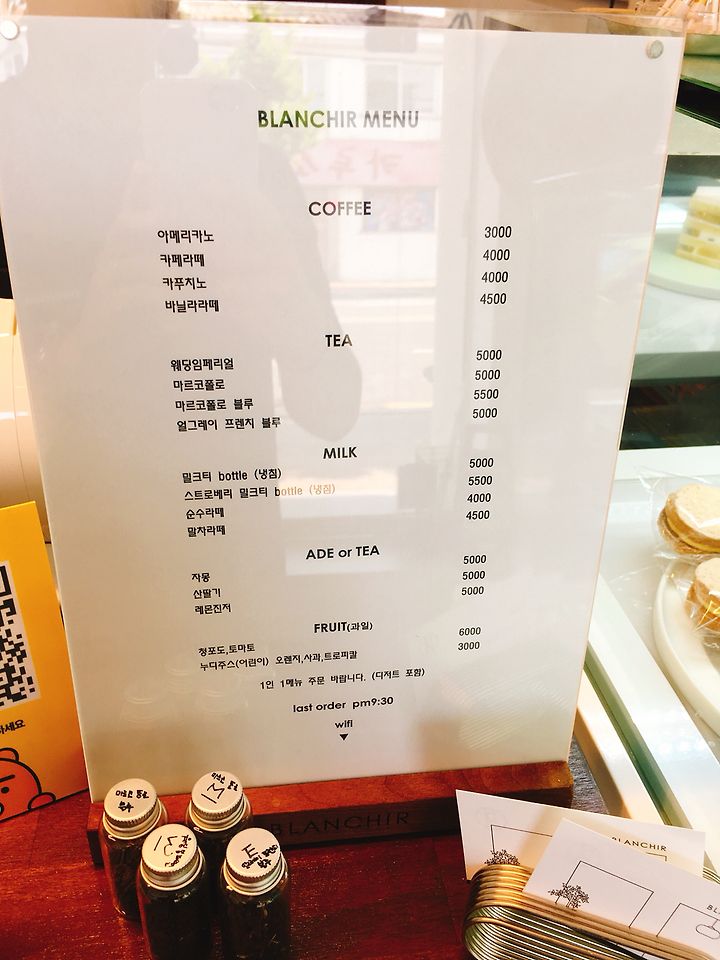 BLANCHIR MENU
COFFEE
아메리카노 3000
카페라떼 4000
카푸치노 4000
바닐라라떼 4500
TEA
웨딩임페리얼 5000
마르코폴로 5000
마르코폴로 블루 5500
얼그레이 프렌치 블루 5000
MILK
밀크티 bottle (냉침) 5000
스트로베리 밀크티 bottle (냉침) 5500
순수라떼 4000
말차라떼 4500
ADE or TEA
자몽 5000
산딸기 5000
레몬진저 5000
FRUIT(과일)
청포도,토마토 6000
누디주스(어린이) 오렌지,사과,트로피칼 3000
1인 1메뉴 주문 바랍니다. (디저트 포함)
last order pm9:30
wifi
BLANCHIR
BLANCHIR